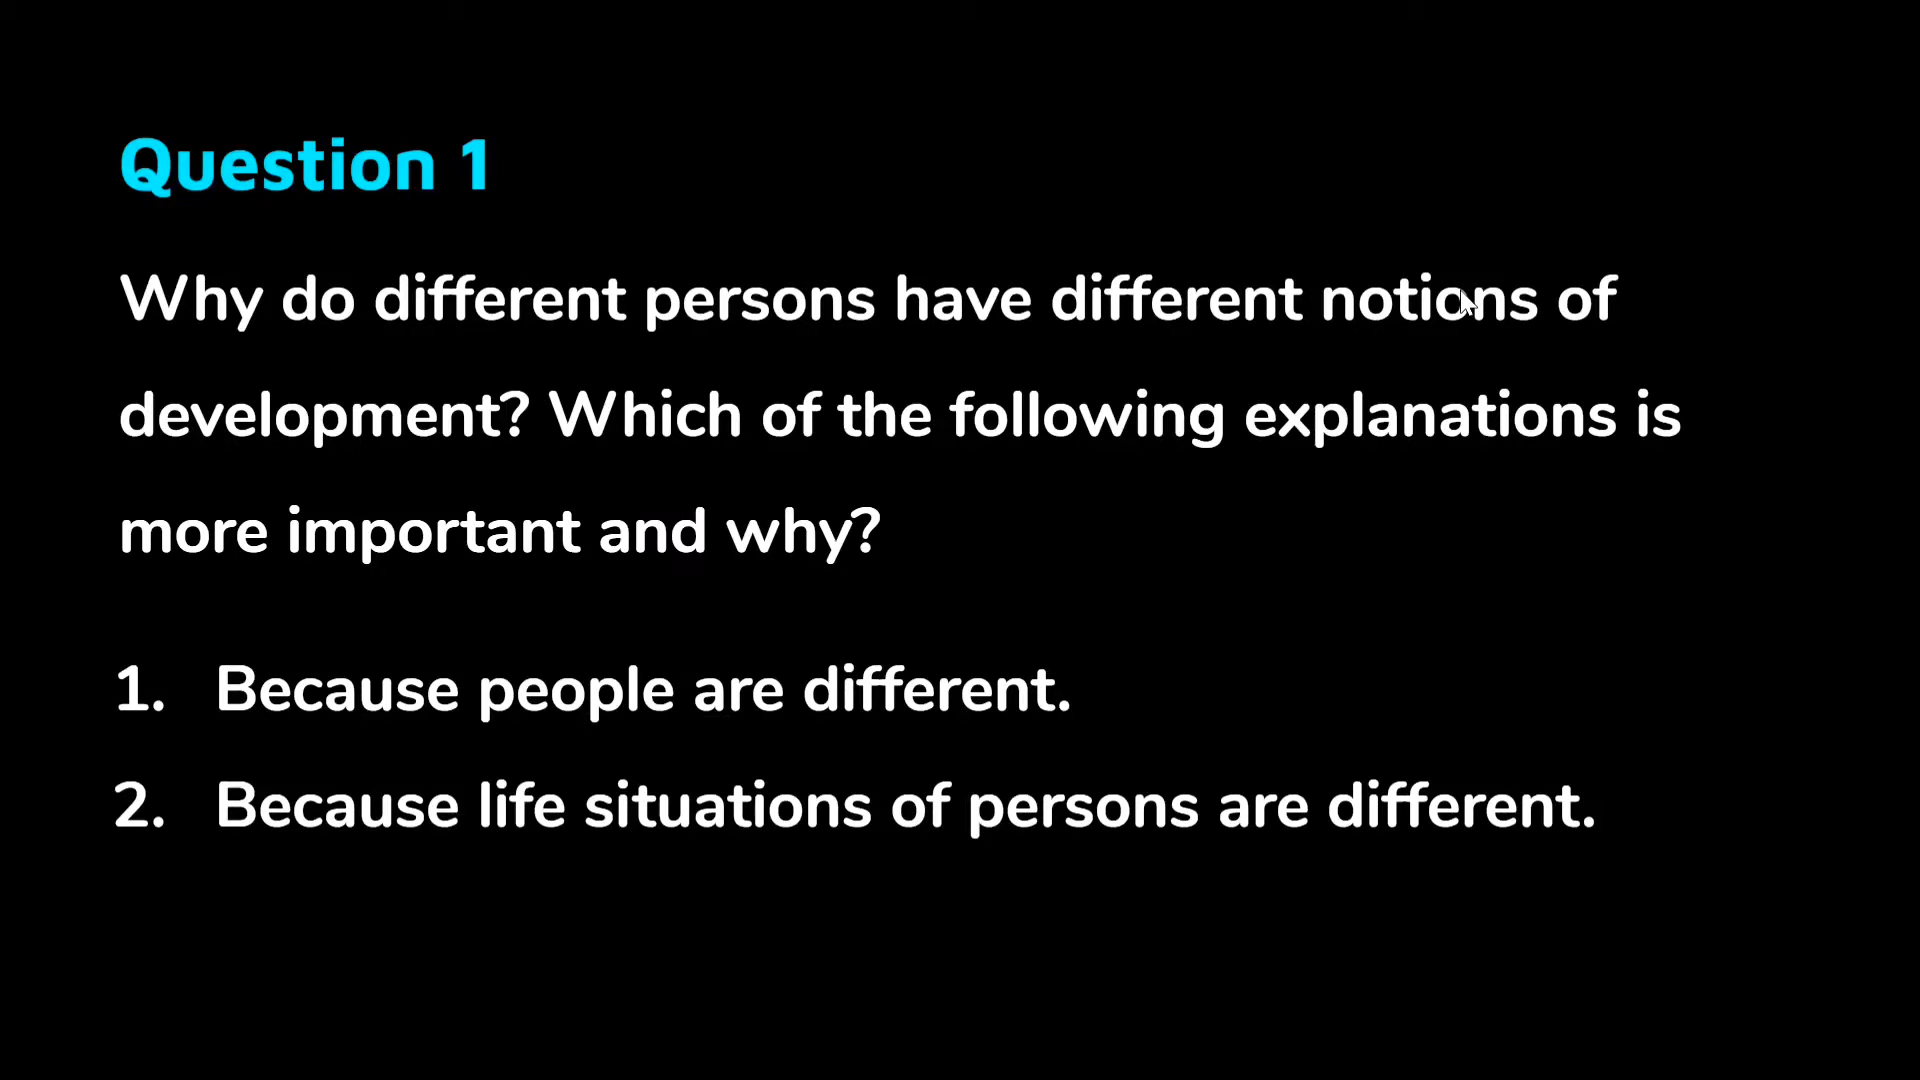 Question 1
Why do different persons have different notions of
development? Which of the following explanations is
more important and why?
1. Because people are different.
2. Because life situations of persons are different.